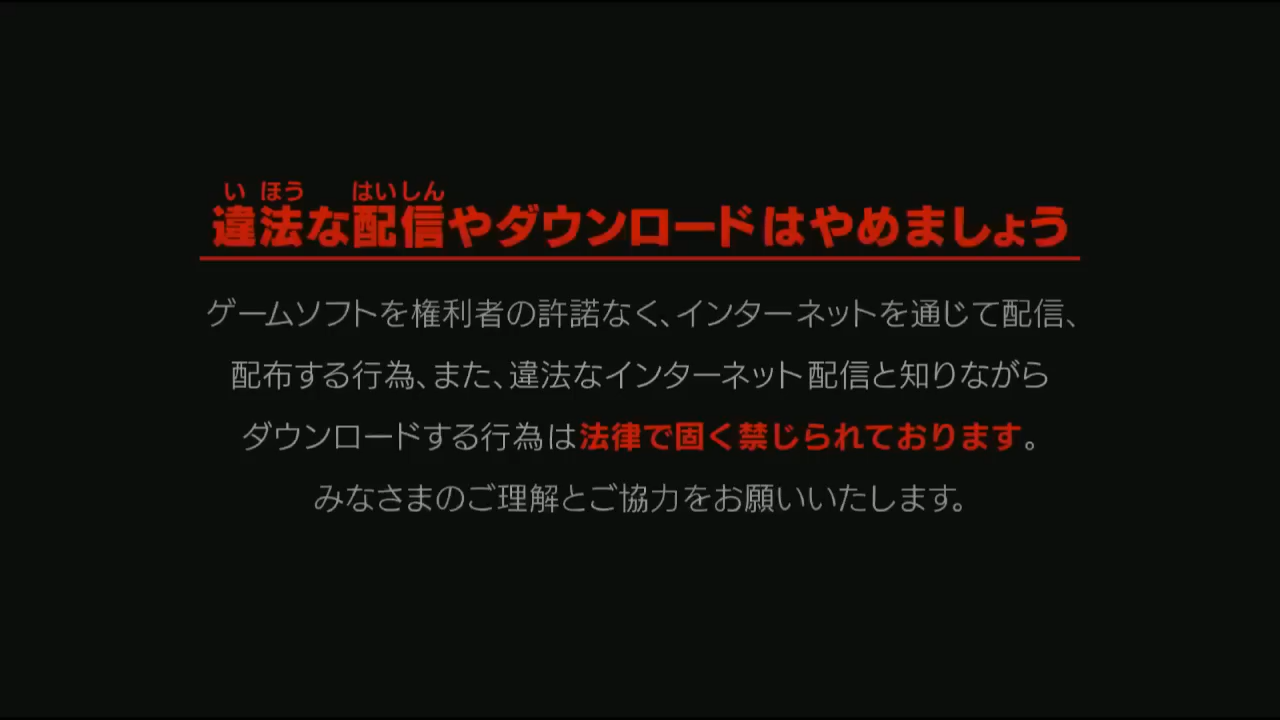 い ほう はいしん
違法な配信やダウンロードはやめましょう
ゲームソフトを権利者の許諾なく、インターネットを通じて配信、
配布する行為、また、違法なインターネット配信と知りながら
ダウンロードする行為は法律で固く禁じられております。
みなさまのご理解とご協力をお願いいたします。